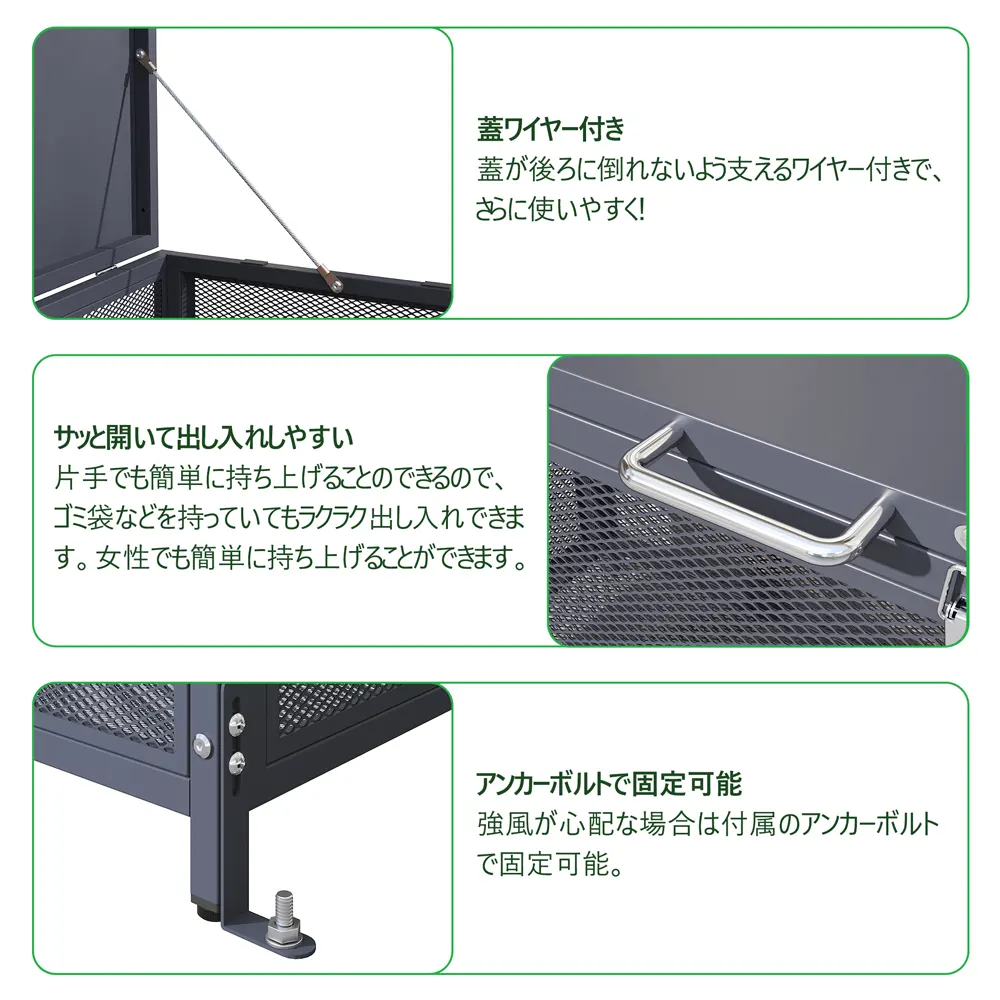 蓋ワイヤー付き
蓋が後ろに倒れないよう支えるワイヤー付きで、
さらに使いやすく!
サッと開いて出し入れしやすい
片手でも簡単に持ち上げることのできるので、
ゴミ袋などを持っていてもラクラク出し入れできま
す。女性でも簡単に持ち上げることができます。
アンカーボルトで固定可能
強風が心配な場合は付属のアンカーボルト
で固定可能。